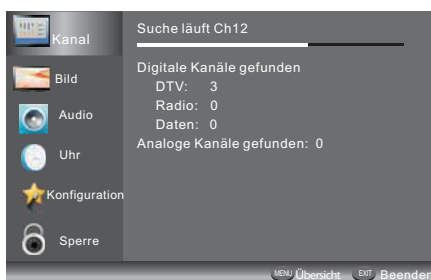 Kanal
Bild
Audio
Uhr
Konfiguration
Sperre
Suche läuft Ch12
Digitale Kanäle gefunden
DTV: 3
Radio: 0
Daten: 0
Analoge Kanäle gefunden: 0
MENU Übersicht EXIT Beender